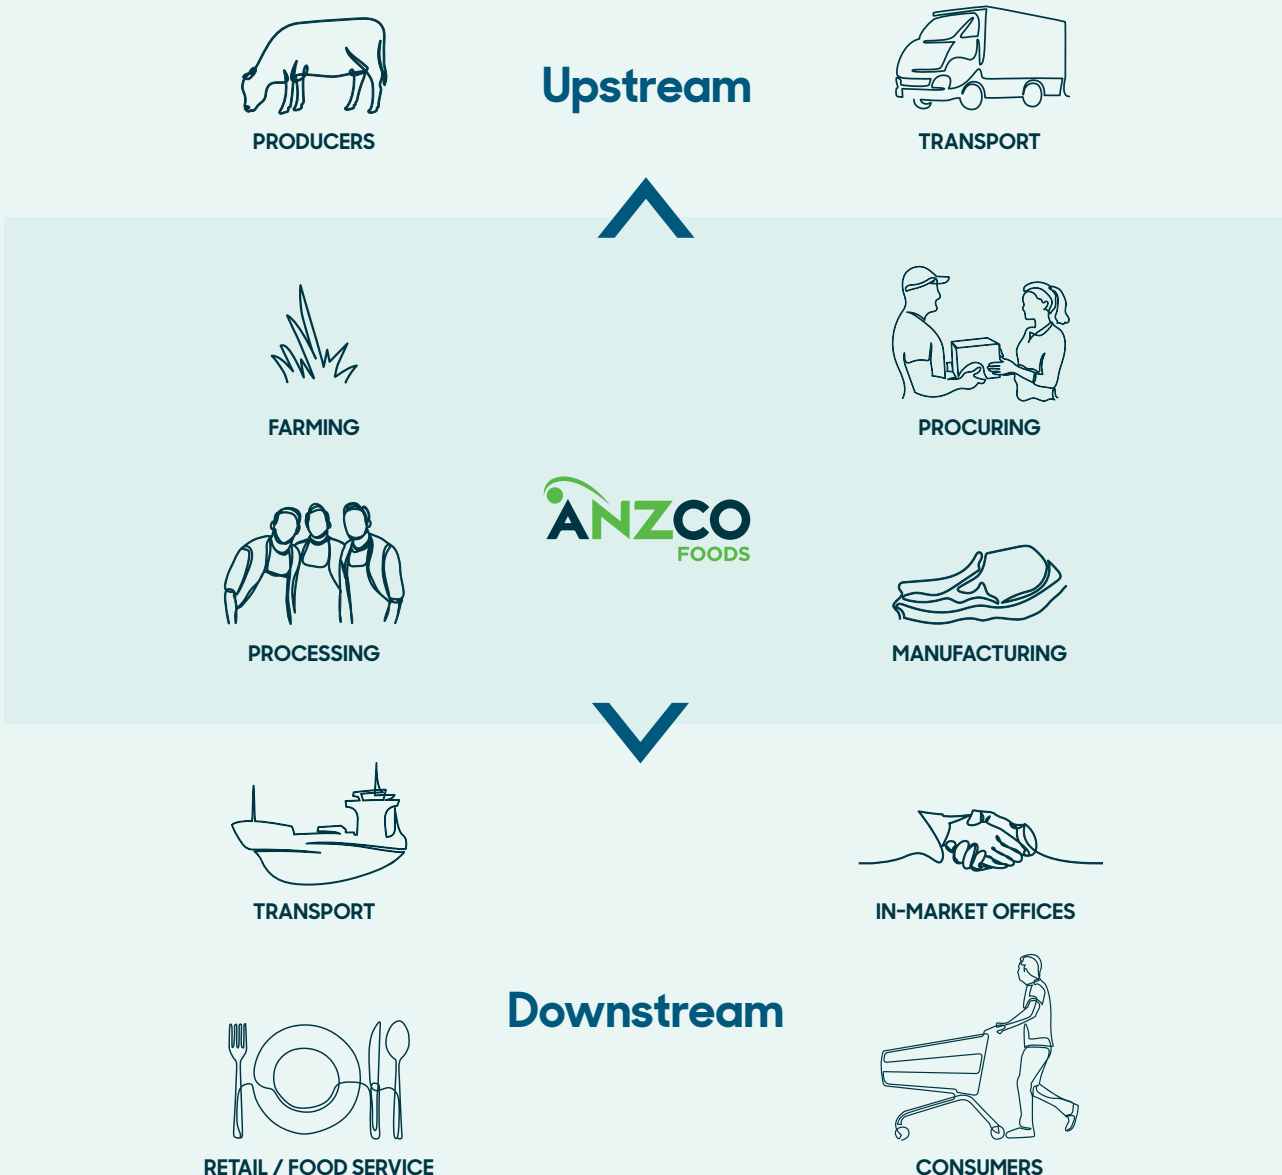 Upstream
PRODUCERS
TRANSPORT
FARMING
PROCURING
ANZCO
FOODS
PROCESSING
MANUFACTURING
TRANSPORT
IN-MARKET OFFICES
Downstream
RETAIL / FOOD SERVICE
CONSUMERS